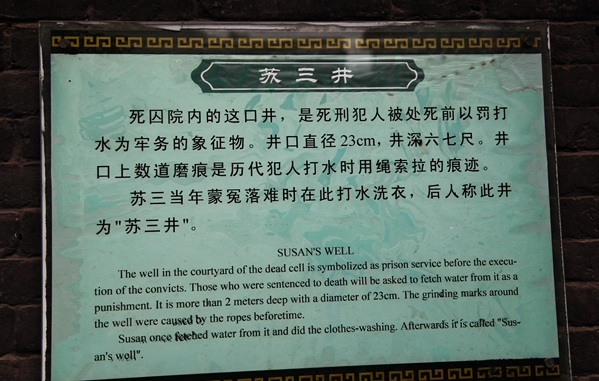 苏三井
死囚院内的这口井，是死刑犯人被处死前以罚打
水为牢务的象征物。井口直径23cm，井深六七尺。井
口上数道磨痕是历代犯人打水时用绳索拉的痕迹。
苏三当年蒙冤落难时在此打水洗衣，后人称此井
为"苏三井"。
SUSAN'S WELL
The well in the courtyard of the dead cell is symbolized as prison service before the execu-
tion of the convicts. Those who were sentenced to death will be asked to fetch water from it as a
punishment. It is more than 2 meters deep with a diameter of 23cm. The grinding marks around
the well were caused by the ropes beforetime.
Susan once fetched water from it and did the clothes-washing. Afterwards it is called "Sus-
an's well".